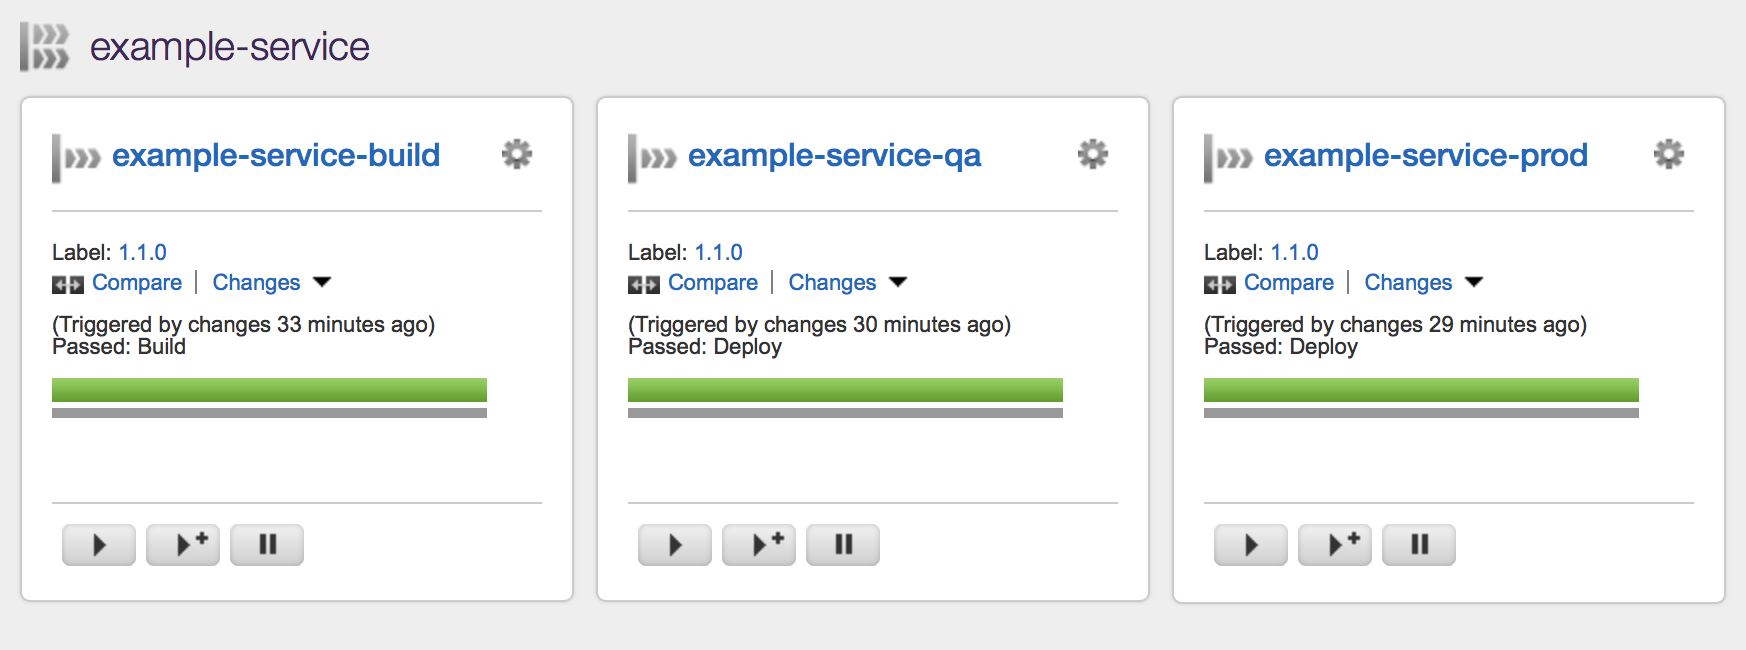 example-service
example-service-build
Label: 1.1.0
Compare | Changes
(Triggered by changes 33 minutes ago)
Passed: Build
example-service-qa
Label: 1.1.0
Compare | Changes
(Triggered by changes 30 minutes ago)
Passed: Deploy
example-service-prod
Label: 1.1.0
Compare | Changes
(Triggered by changes 29 minutes ago)
Passed: Deploy